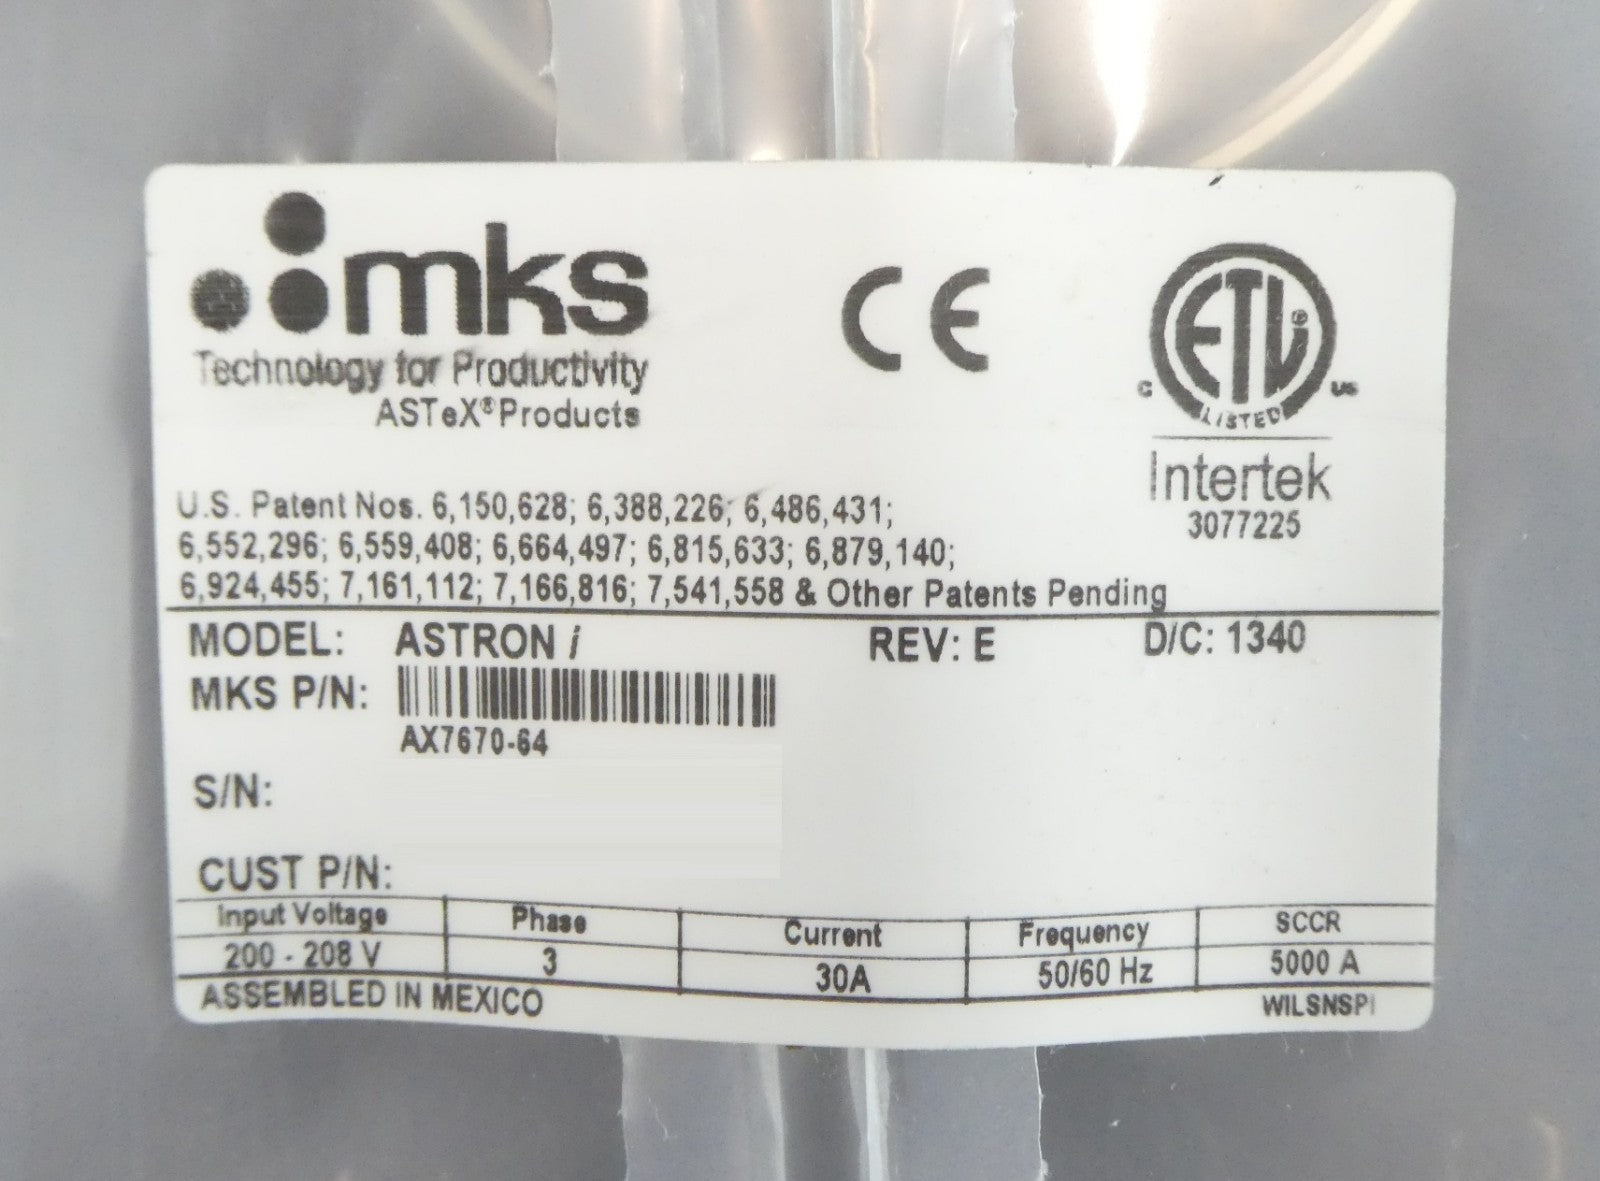 mks
Technology for Productivity
ASTeX® Products
CE
ETL ®
C LISTED US
Intertek
3077225
U.S. Patent Nos. 6,150,628; 6,388,226; 6,486,431;
6,552,296; 6,559,408; 6,664,497; 6,815,633; 6,879,140;
6,924,455; 7,161,112; 7,166,816; 7,541,558 & Other Patents Pending
MODEL: ASTRON i REV: E D/C: 1340
MKS P/N:
AX7670-64
S/N:
CUST P/N:
Input Voltage Phase Current Frequency SCCR
200 - 208 V 3 30A 50/60 Hz 5000 A
ASSEMBLED IN MEXICO WILSNSPI